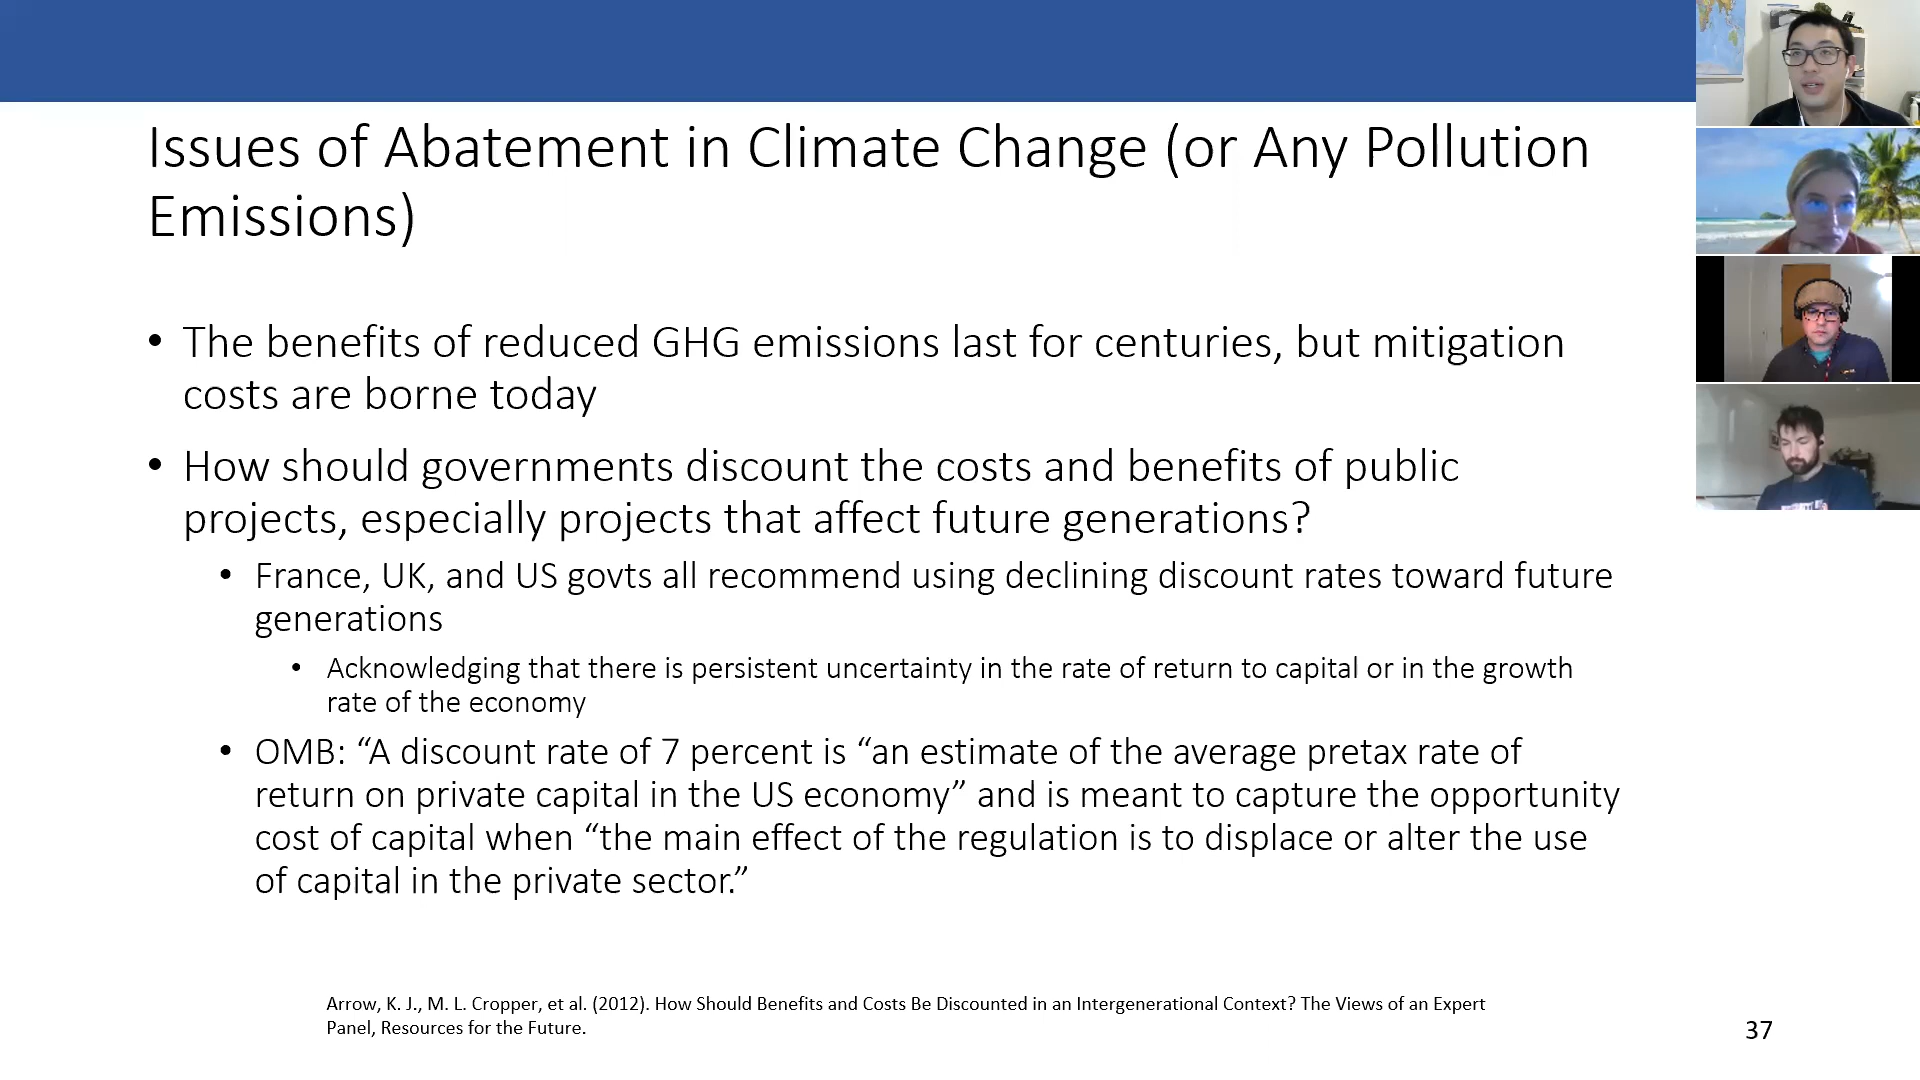 Issues of Abatement in Climate Change (or Any Pollution
Emissions)
• The benefits of reduced GHG emissions last for centuries, but mitigation
costs are borne today
• How should governments discount the costs and benefits of public
projects, especially projects that affect future generations?
• France, UK, and US govts all recommend using declining discount rates toward future
generations
• Acknowledging that there is persistent uncertainty in the rate of return to capital or in the growth
rate of the economy
• OMB: “A discount rate of 7 percent is “an estimate of the average pretax rate of
return on private capital in the US economy” and is meant to capture the opportunity
cost of capital when “the main effect of the regulation is to displace or alter the use
of capital in the private sector.”
Arrow, K. J., M. L. Cropper, et al. (2012). How Should Benefits and Costs Be Discounted in an Intergenerational Context? The Views of an Expert
Panel, Resources for the Future.
37